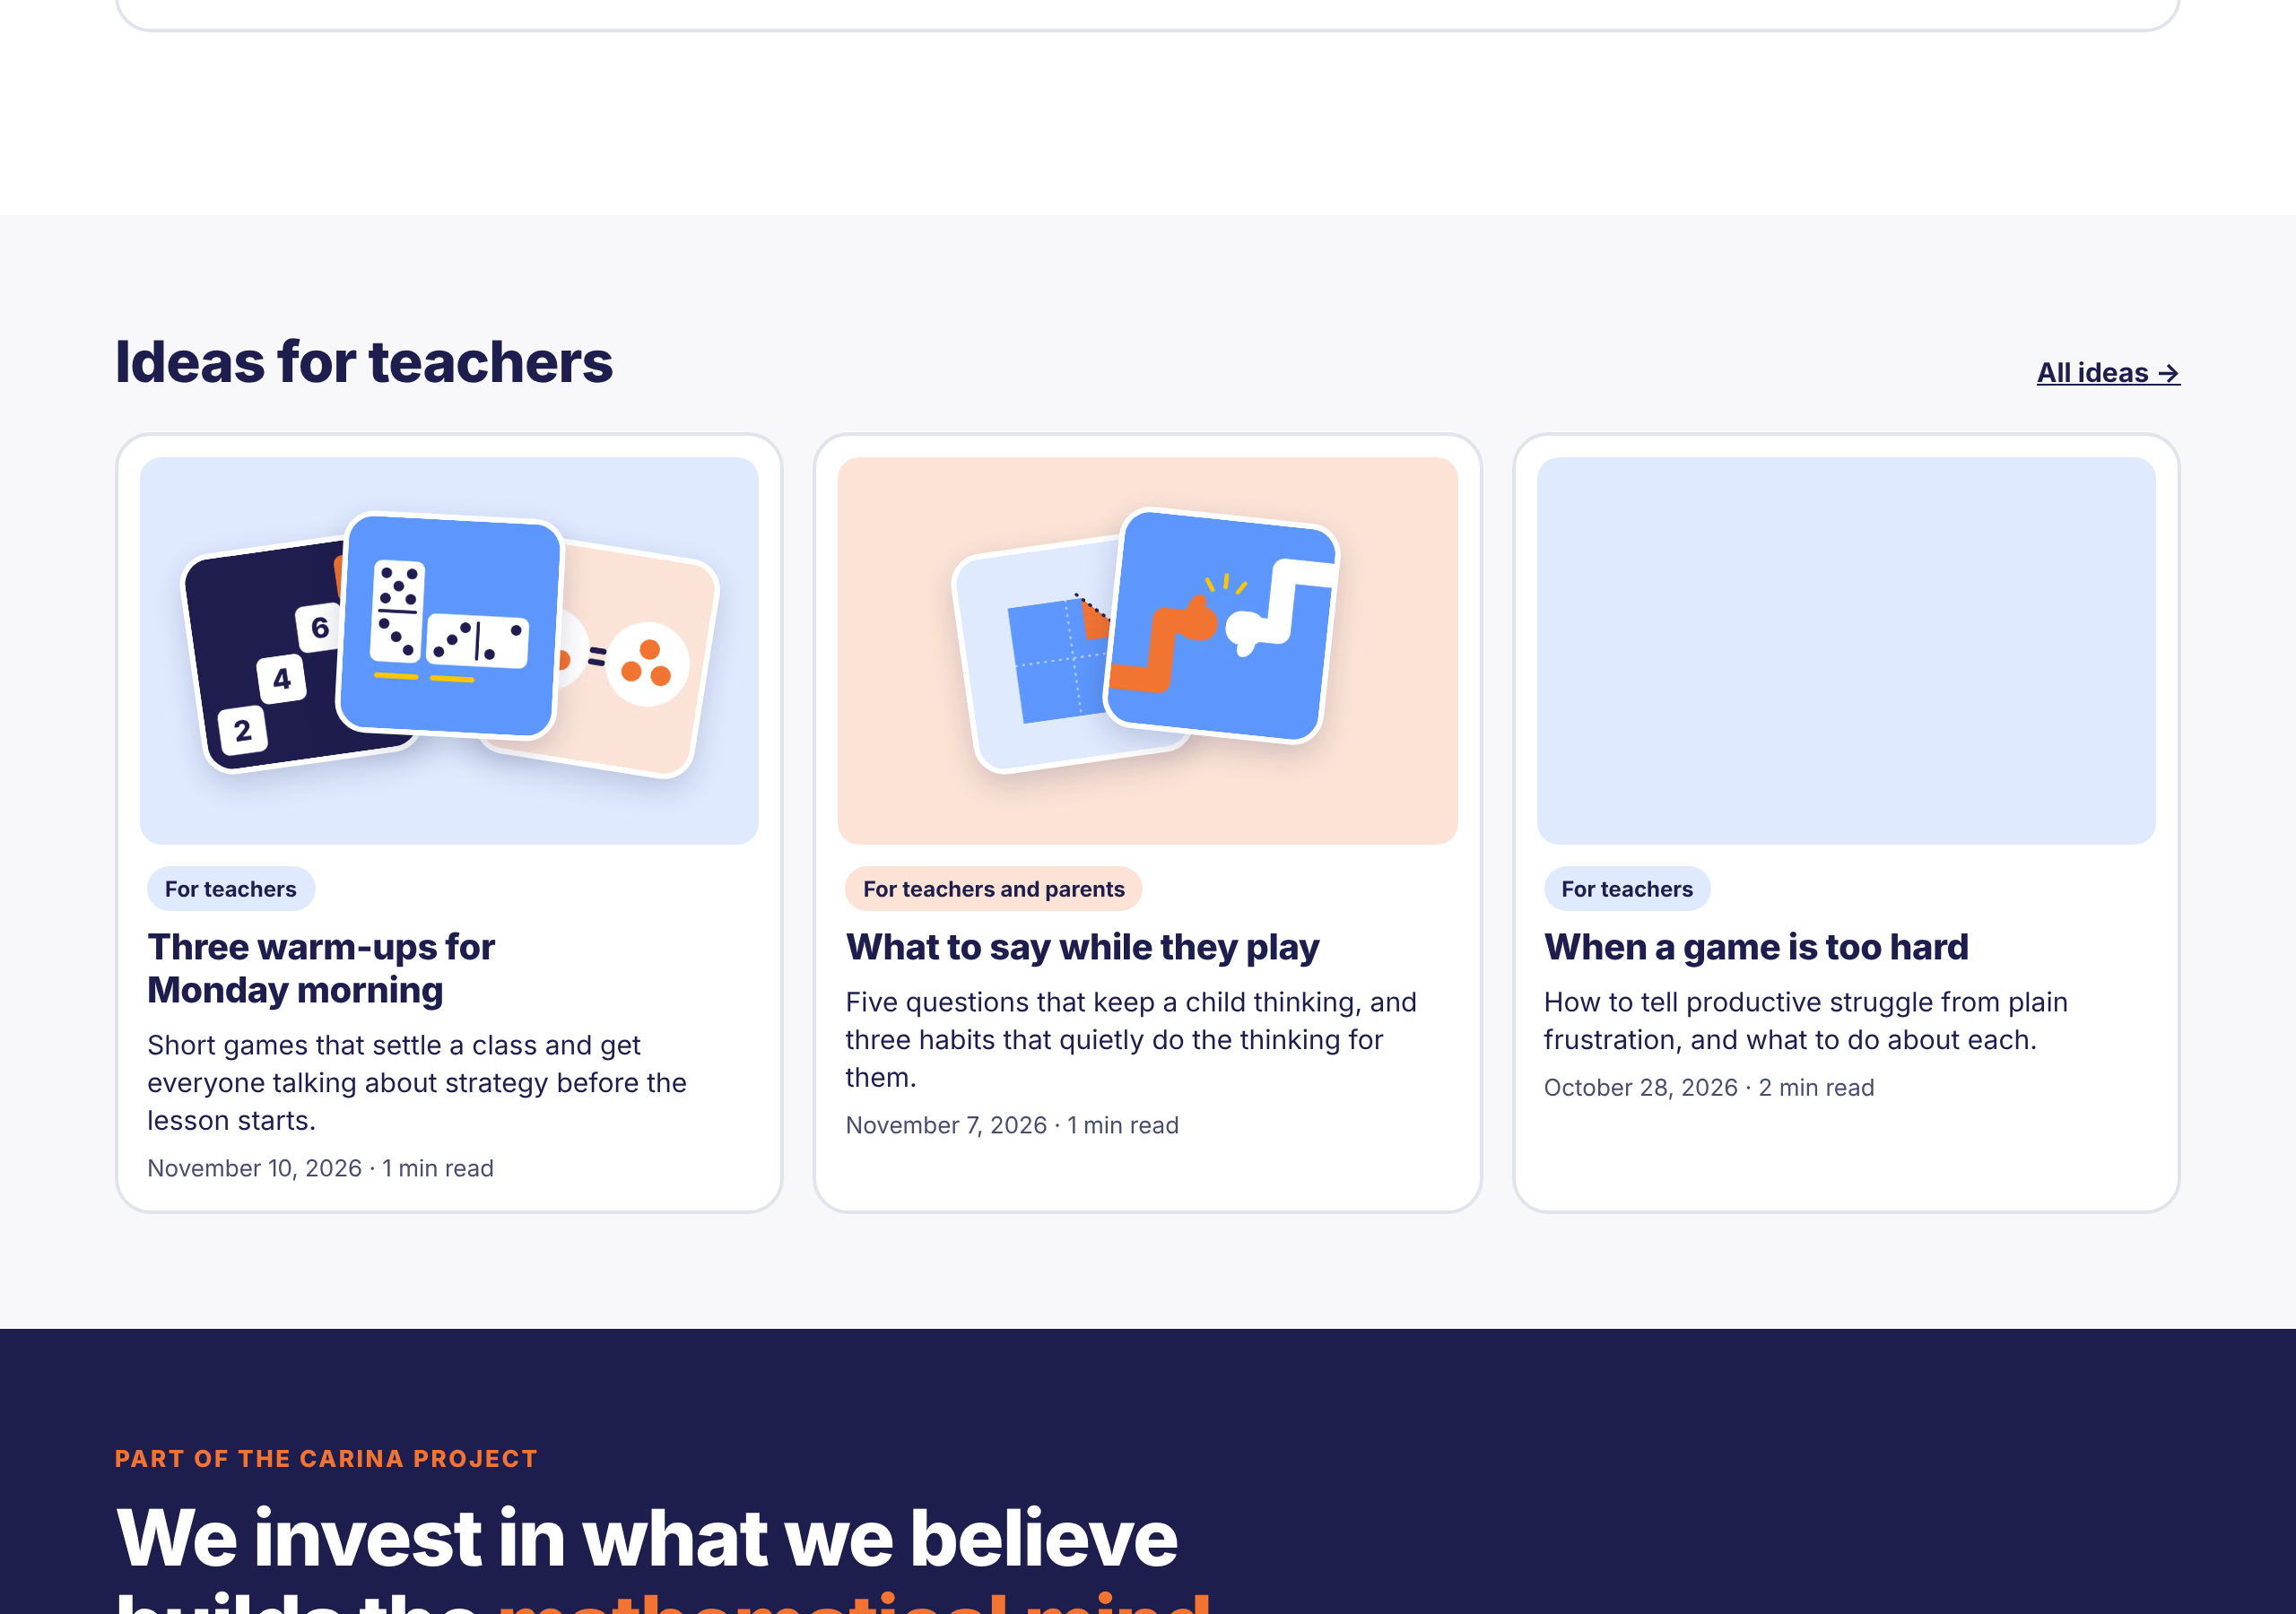 Ideas for teachers
All ideas →
6
4
2
=
For teachers
Three warm-ups for
Monday morning
Short games that settle a class and get
everyone talking about strategy before the
lesson starts.
November 10, 2026 · 1 min read
For teachers and parents
What to say while they play
Five questions that keep a child thinking, and
three habits that quietly do the thinking for
them.
November 7, 2026 · 1 min read
For teachers
When a game is too hard
How to tell productive struggle from plain
frustration, and what to do about each.
October 28, 2026 · 2 min read
PART OF THE CARINA PROJECT
We invest in what we believe
builds the mathematical mind